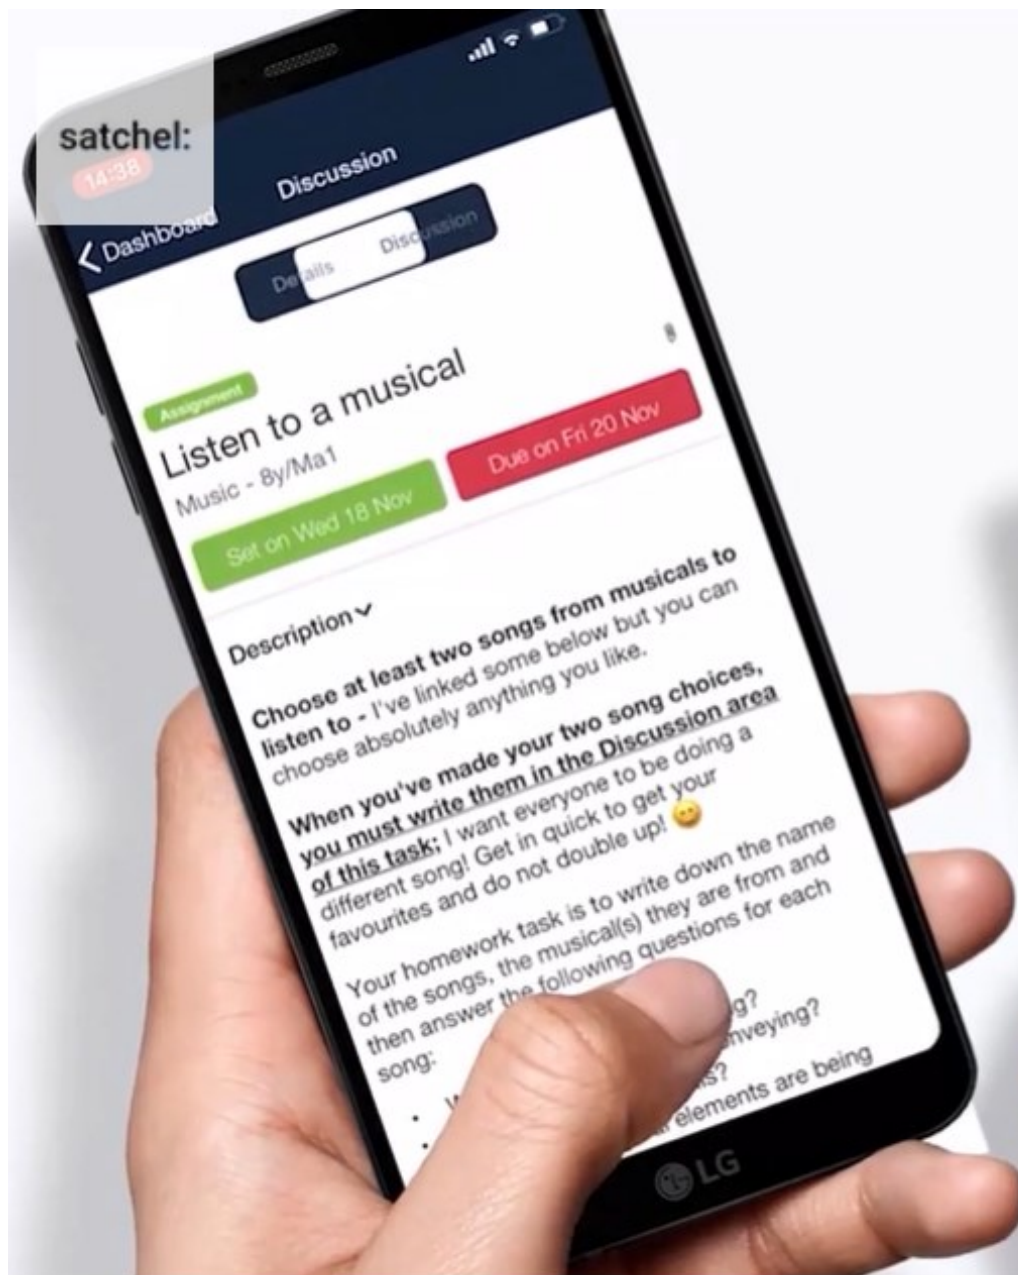 satchel:
14:38
Discussion
Dashboard
Details
Discussion
Assignment
Listen to a musical
Music - 8y/Ma1
Set on Wed 18 Nov
Due on Fri 20 Nov
Description
Choose at least two songs from musicals to
listen to - I've linked some below but you can
choose absolutely anything you like.
When you've made your two song choices,
you must write them in the Discussion area
of this task; I want everyone to be doing a
different song! Get in quick to get your
favourites and do not double up! 😊
Your homework task is to write down the name
of the songs, the musical(s) they are from and
then answer the following questions for each
song:
elements are being
LG